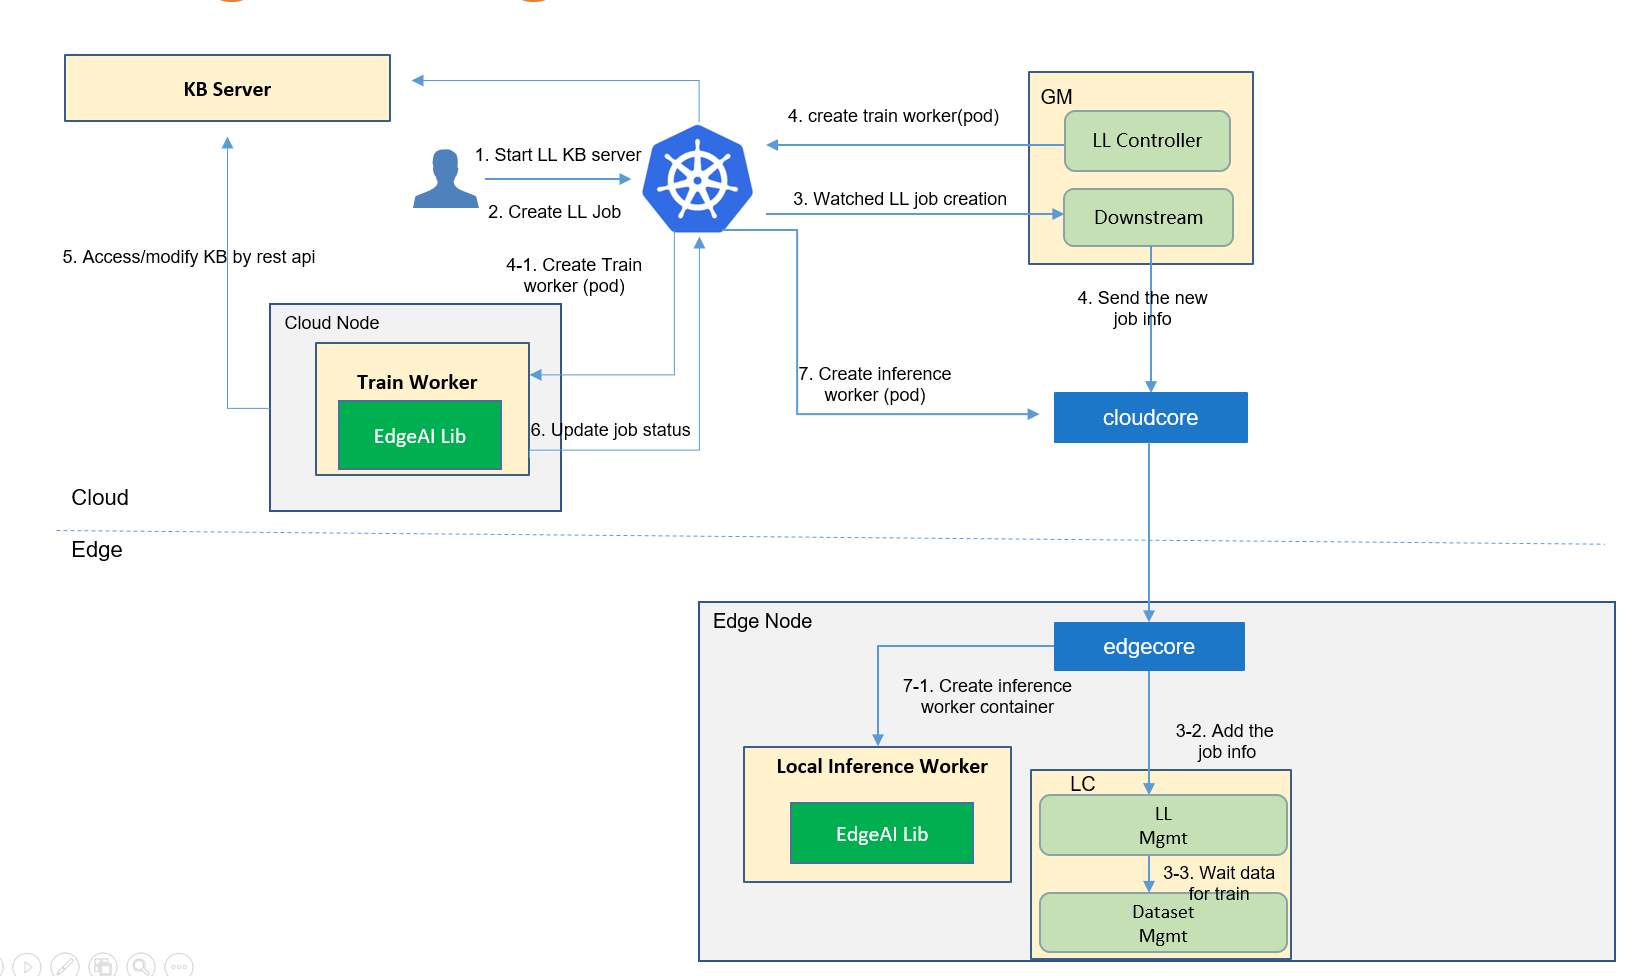 KB Server
GM
4. create train worker(pod)
LL Controller
1. Start LL KB server
2. Create LL Job
3. Watched LL job creation
Downstream
5. Access/modify KB by rest api
4-1. Create Train
worker (pod)
4. Send the new
job info
Cloud Node
Train Worker
EdgeAI Lib
7. Create inference
worker (pod)
cloudcore
6. Update job status
Cloud
Edge
Edge Node
edgecore
7-1. Create inference
worker container
3-2. Add the
job info
Local Inference Worker
EdgeAI Lib
LC
LL
Mgmt
3-3. Wait data
for train
Dataset
Mgmt